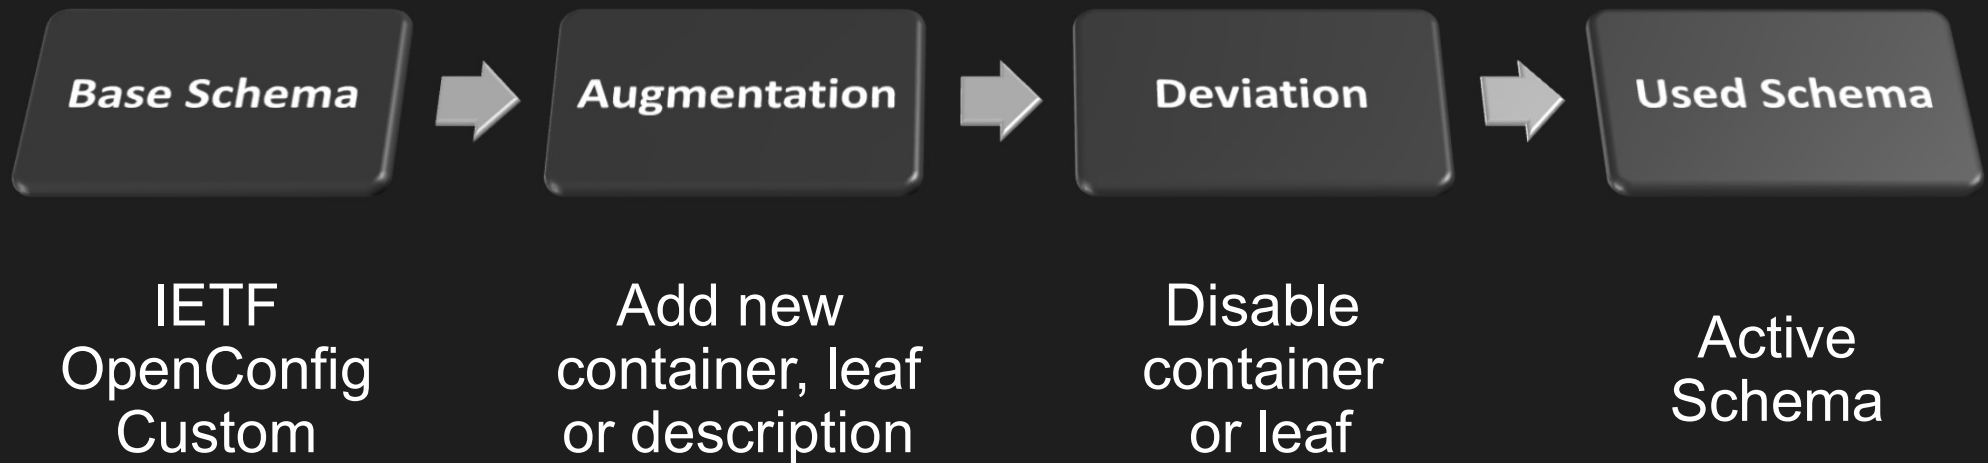 Base Schema
Augmentation
Deviation
Used Schema
IETF
OpenConfig
Custom
Add new
container, leaf
or description
Disable
container
or leaf
Active
Schema